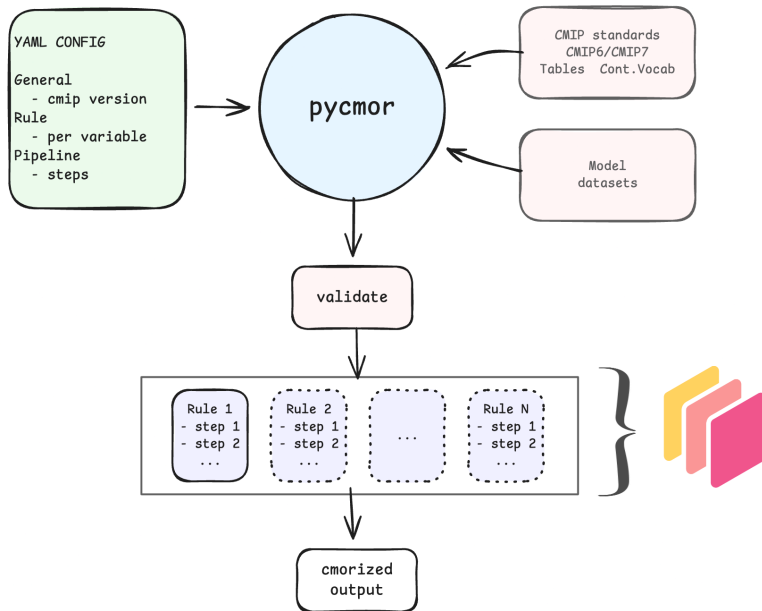 YAML CONFIG
General
- cmip version
Rule
- per variable
Pipeline
- steps
pycmor
CMIP standards
CMIP6/CMIP7
Tables Cont.Vocab
Model
datasets
validate
Rule 1
- step 1
- step 2
...
Rule 2
- step 1
- step 2
...
...
Rule N
- step 1
- step 2
...
cmorized
output